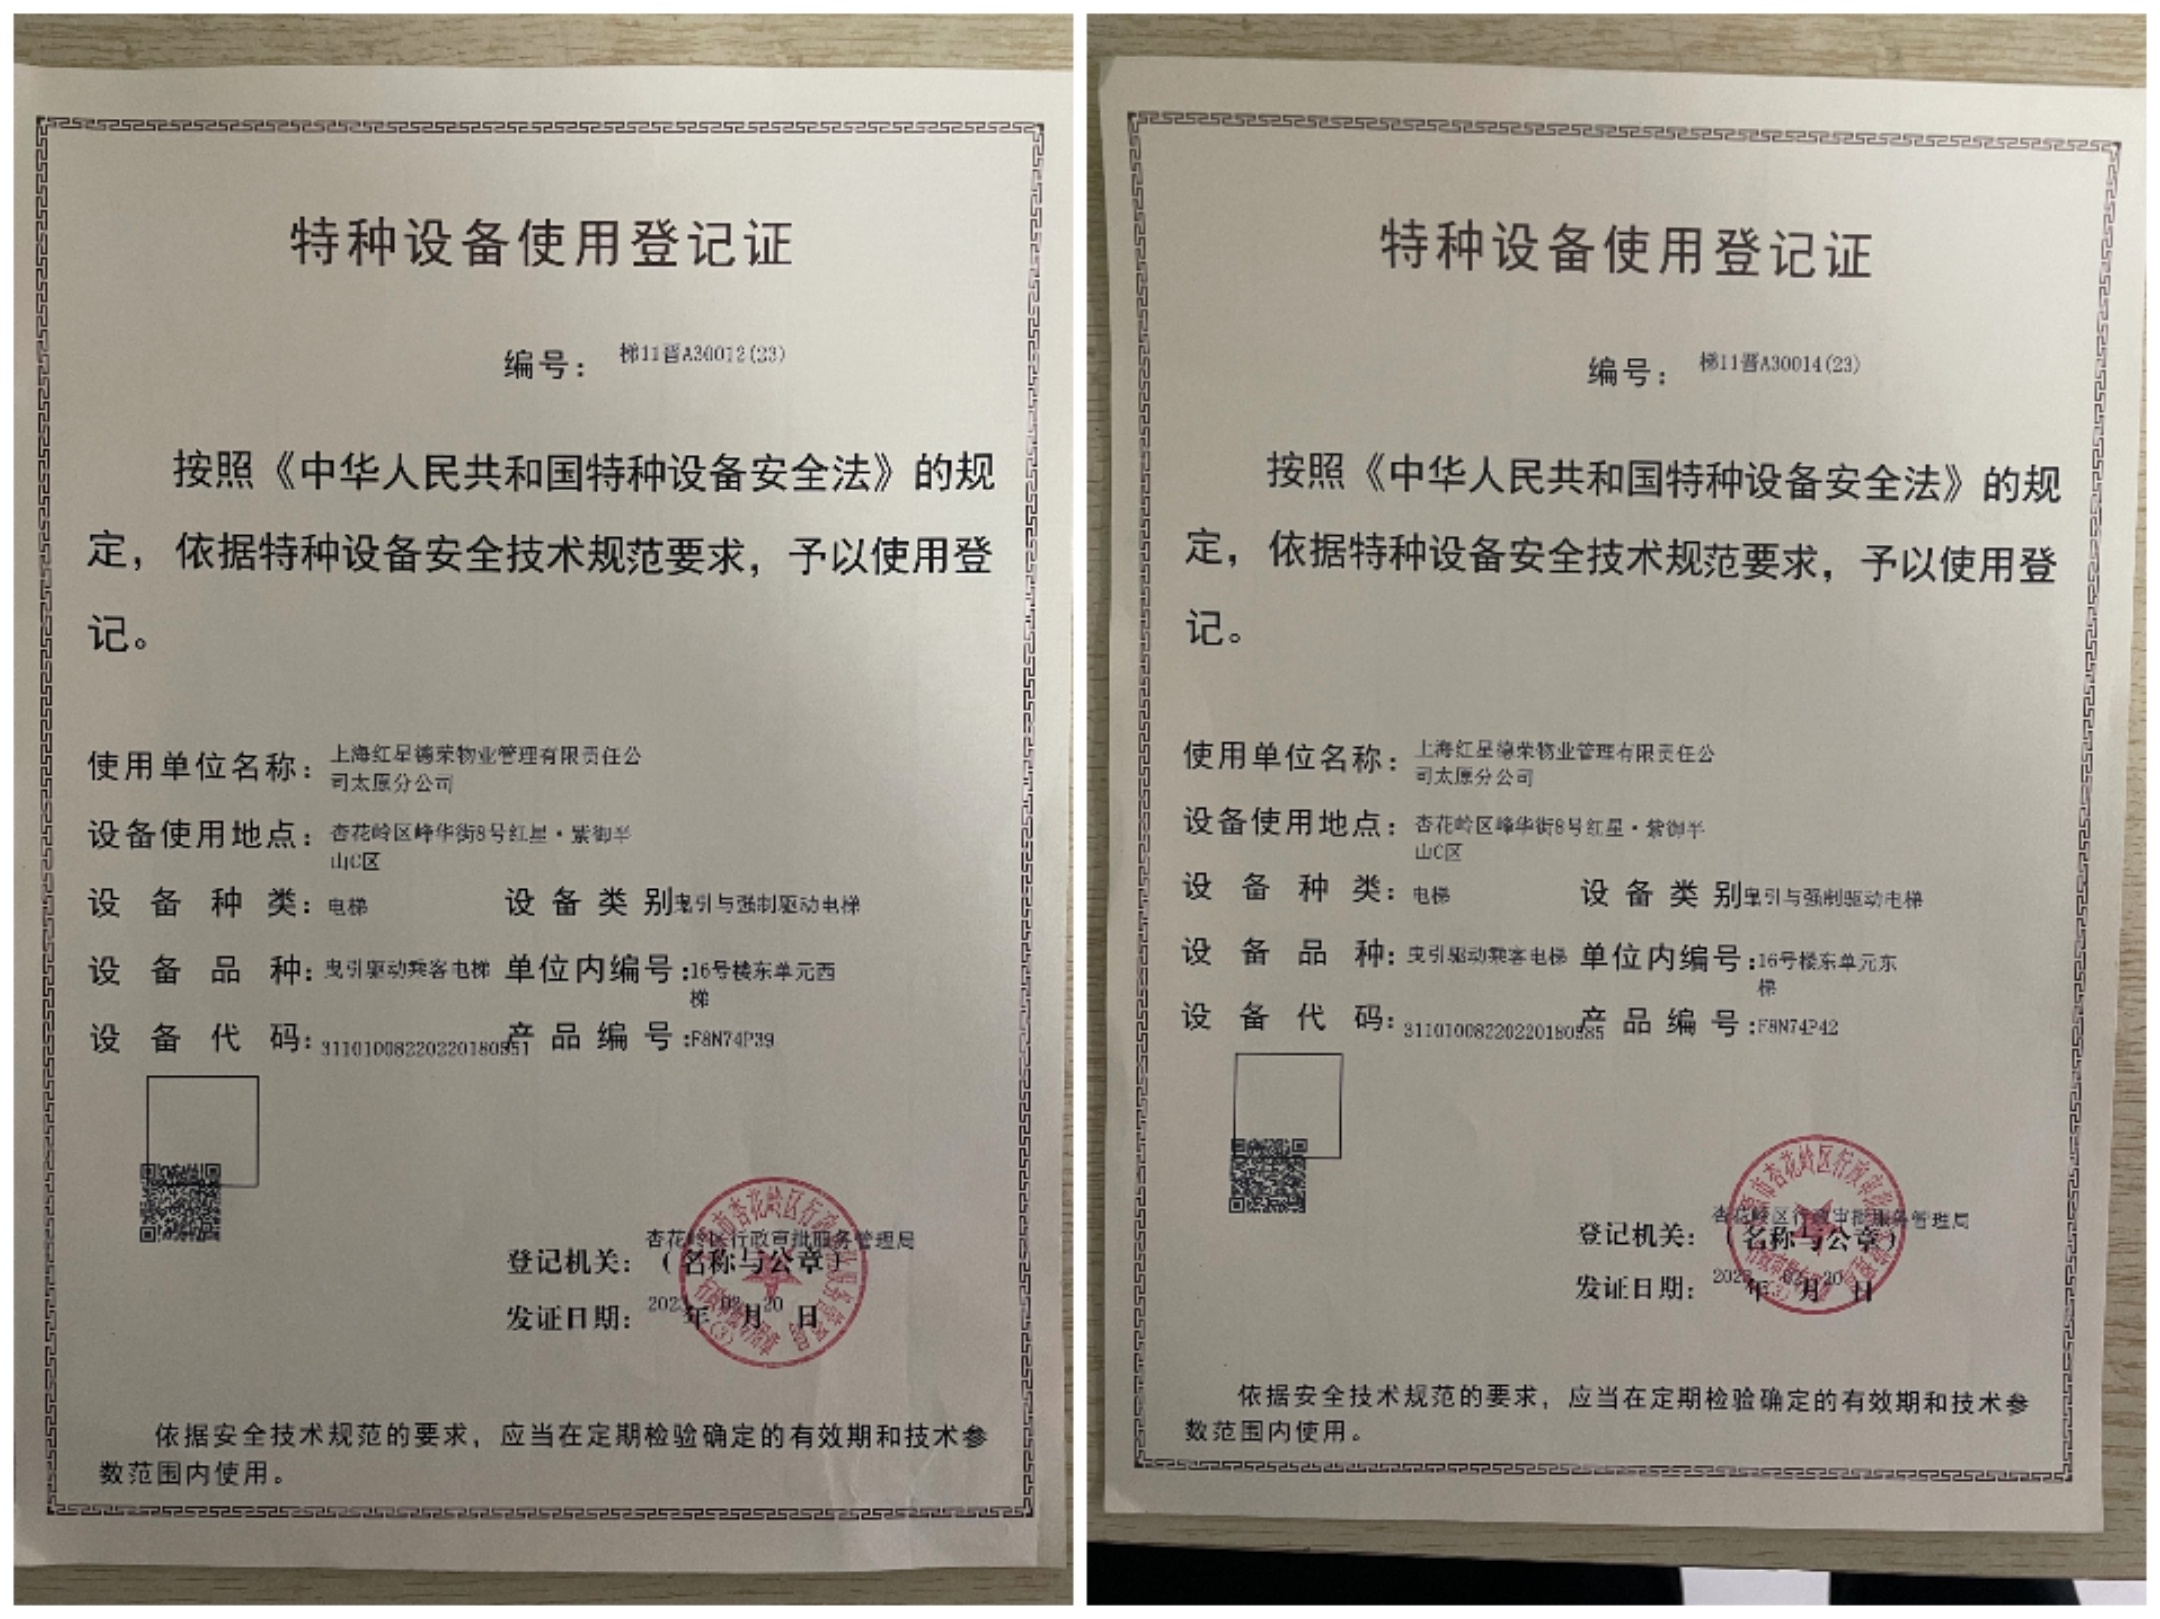 特种设备使用登记证
编号： 梯11晋A30012(23)
按照《中华人民共和国特种设备安全法》的规
定，依据特种设备安全技术规范要求，予以使用登
记。
使用单位名称： 上海红星德荣物业管理有限责任公
司太原分公司
设备使用地点： 杏花岭区峰华街8号红星·紫御半
山C区
设备种类： 电梯 设备类别 曳引与强制驱动电梯
设备品种： 曳引驱动乘客电梯 单位内编号： 16号楼东单元西
梯
设备代码： 产品编号： F8N74P39
杏花岭区行政审批服务管理局
登记机关： （名称与公章）
发证日期： 年 月20日
依据安全技术规范的要求，应当在定期检验确定的有效期和技术参
数范围内使用。
特种设备使用登记证
编号： 梯11晋A30014(23)
按照《中华人民共和国特种设备安全法》的规
定，依据特种设备安全技术规范要求，予以使用登
记。
使用单位名称： 上海红星德荣物业管理有限责任公
司太原分公司
设备使用地点： 杏花岭区峰华街8号红星·紫御半
山C区
设备种类： 电梯 设备类别 曳引与强制驱动电梯
设备品种： 曳引驱动乘客电梯 单位内编号： 16号楼东单元东
梯
设备代码： 产品编号： F8N74P42
杏花岭区行政审批服务管理局
登记机关： （名称与公章）
发证日期： 年 月20日
依据安全技术规范的要求，应当在定期检验确定的有效期和技术参
数范围内使用。